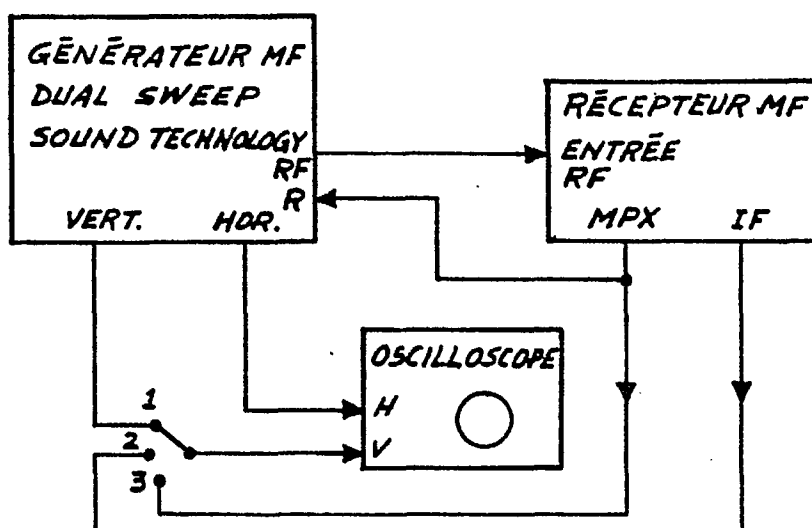 GÉNÉRATEUR MF
DUAL SWEEP
SOUND TECHNOLOGY
RF
R
VERT. HOR.
RÉCEPTEUR MF
ENTRÉE
RF
MPX IF
OSCILLOSCOPE
H
V
1
2
3